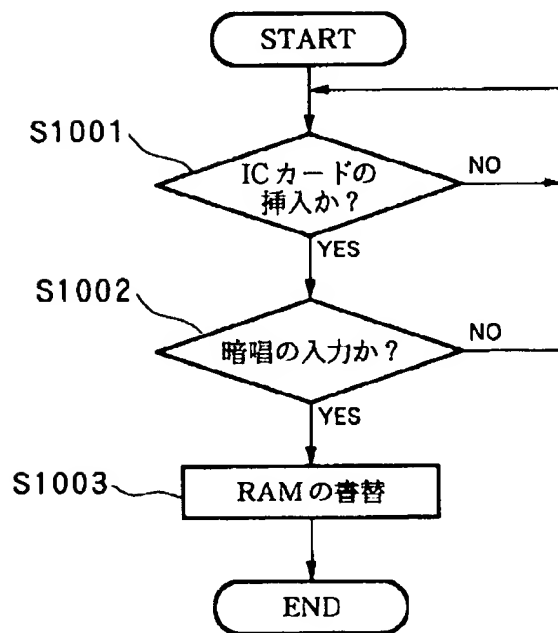 START
S1001
ICカードの
挿入か？
NO
YES
S1002
暗唱の入力か？
NO
YES
S1003
RAMの書替
END